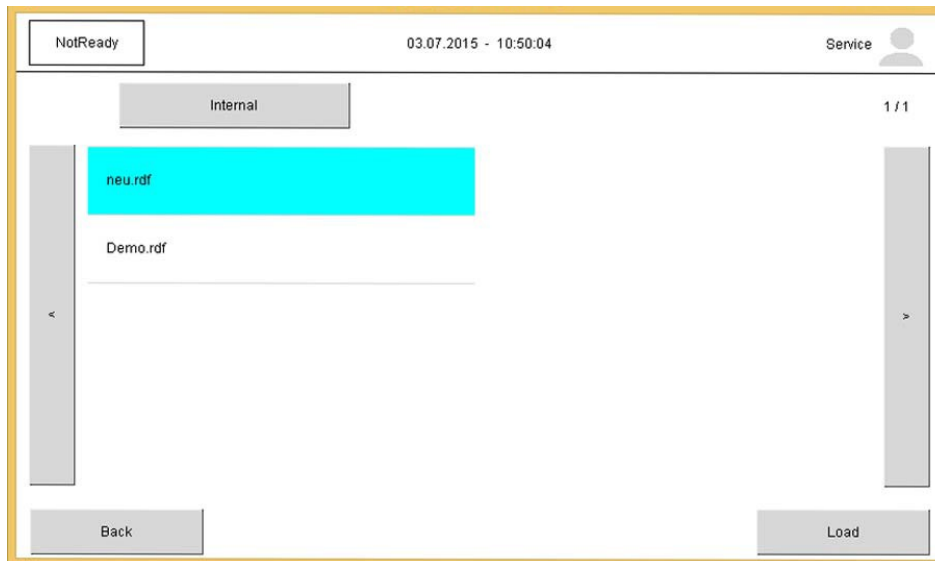 NotReady
03.07.2015 - 10:50:04
Service
Internal
1 / 1
neu.rdf
Demo.rdf
<
>
Back
Load